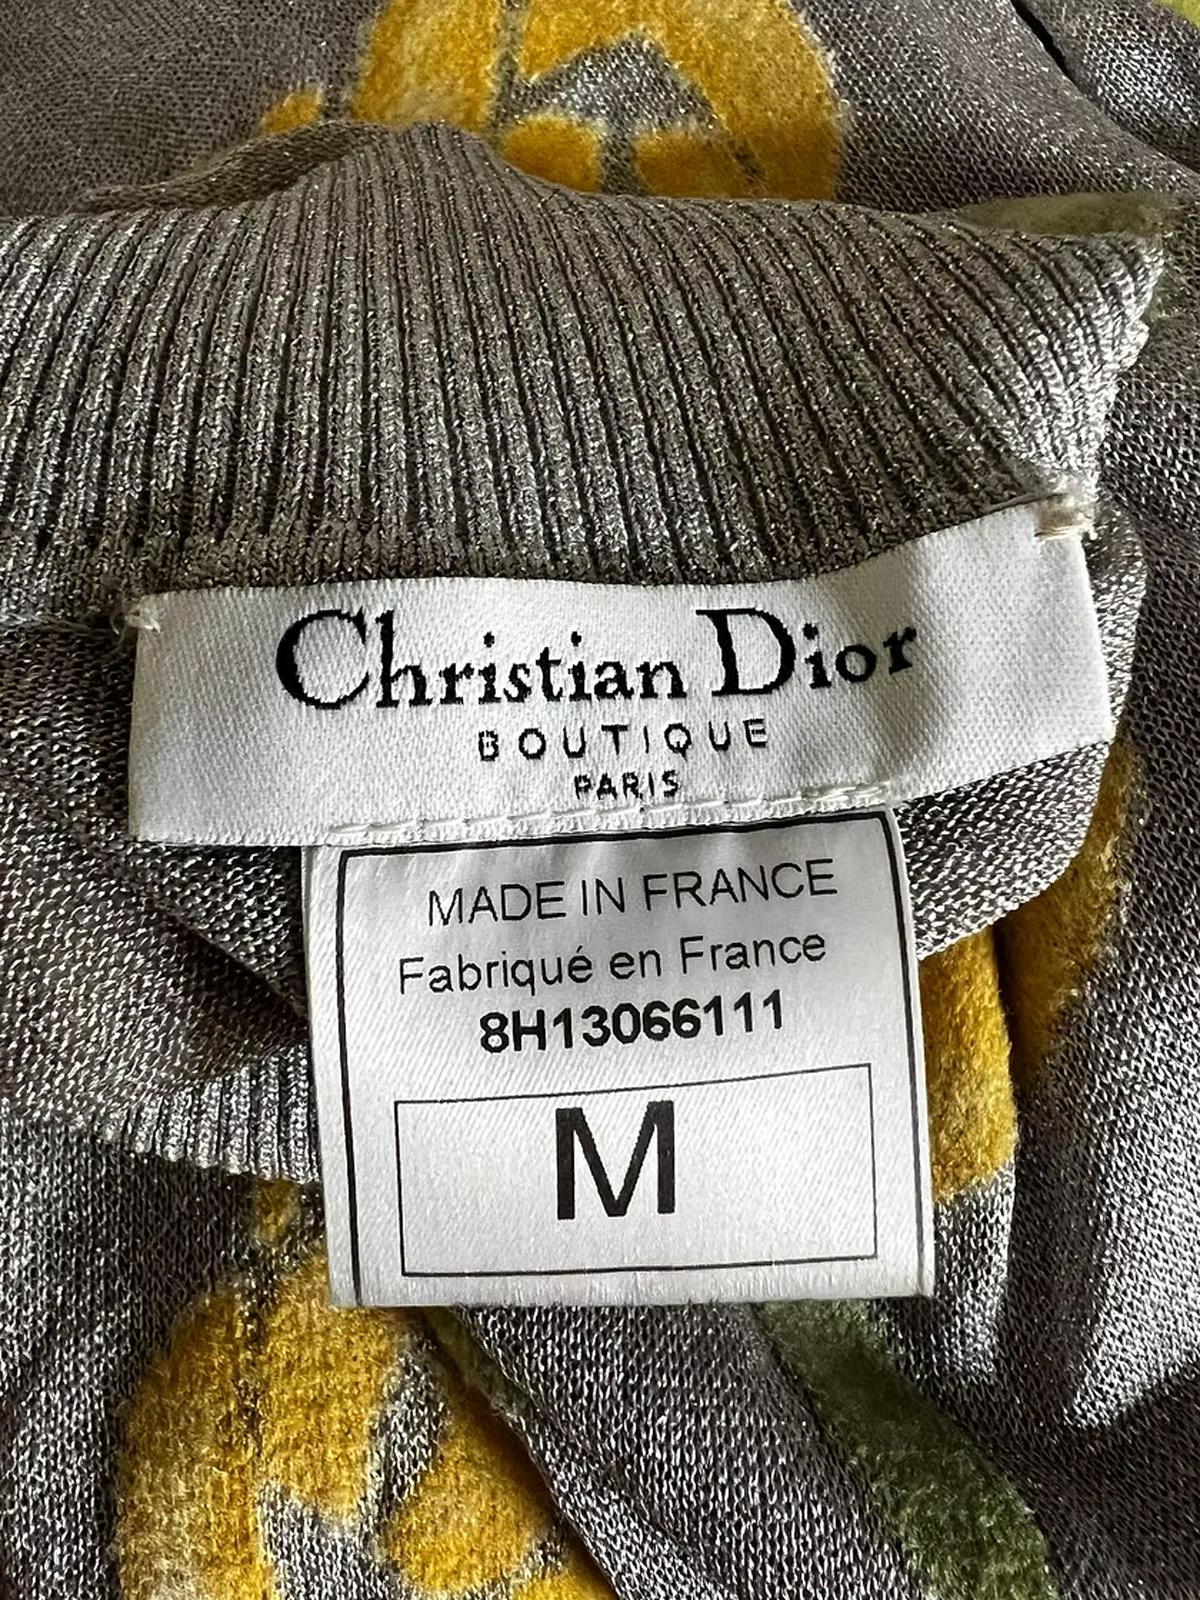 Christian Dior
BOUTIQUE
PARIS
MADE IN FRANCE
Fabriqué en France
8H13066111
M